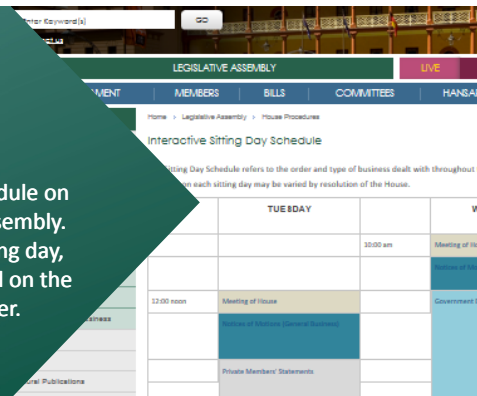 Enter Keyword(s)
GO
LEGISLATIVE ASSEMBLY
LIVE
MEMBERS
BILLS
COMMITTEES
Home > Legislative Assembly > House Procedures
Interactive Sitting Day Schedule
Sitting Day Schedule refers to the order and type of business dealt with throughout
on each sitting day may be varied by resolution of the House.
dule on
sembly.
ng day,
on the
er.
TUESDAY
10:00 am
Meeting of
12:00 noon
Meeting of House
Notices of Motions (General Business)
Government
Private Members' Statements
ural Publications